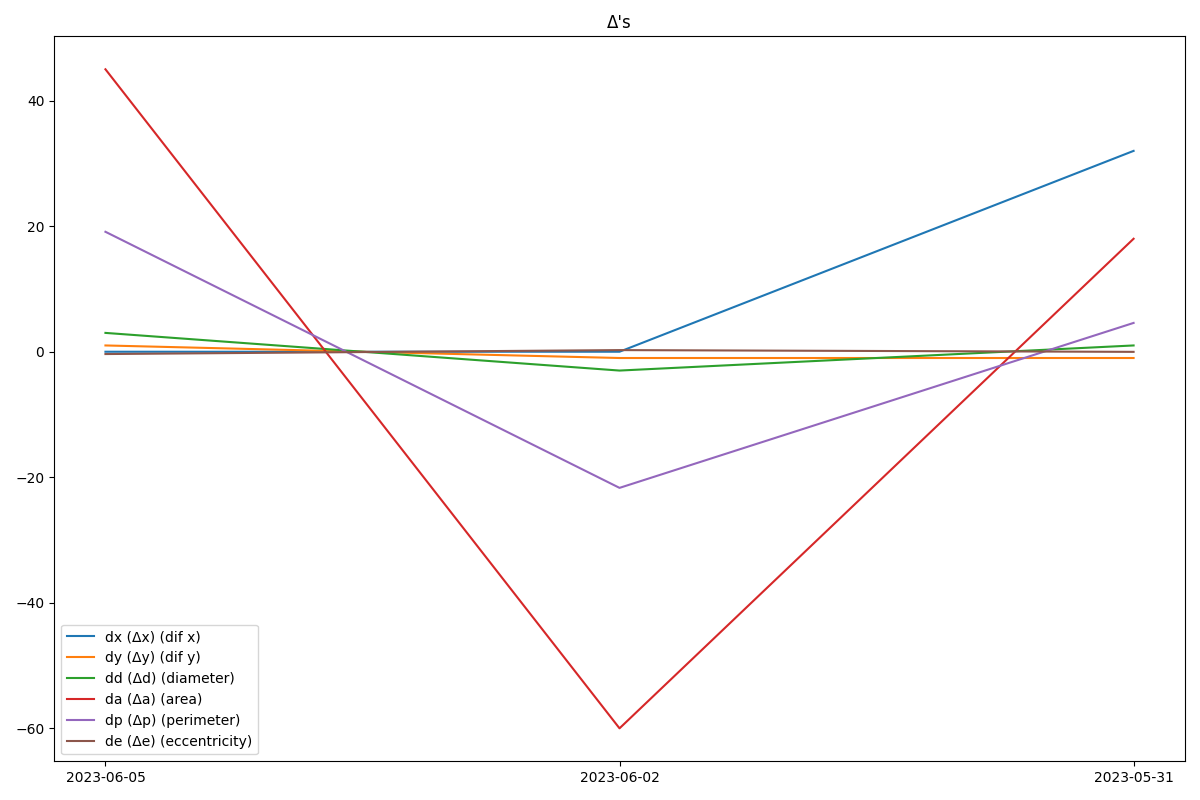 Δ's
40
20
0
−20
−40
−60
dx (Δx) (dif x)
dy (Δy) (dif y)
dd (Δd) (diameter)
da (Δa) (area)
dp (Δp) (perimeter)
de (Δe) (eccentricity)
2023-06-05 2023-06-02 2023-05-31